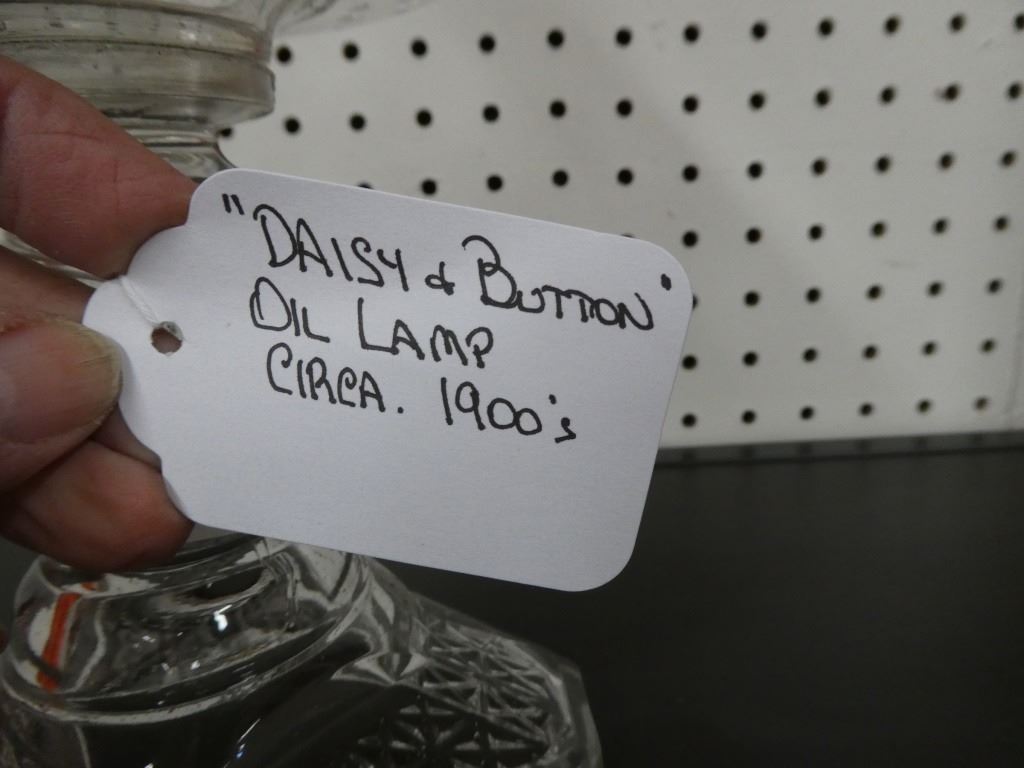 "DAISY & BUTTON"
OIL LAMP
CIRCA. 1900's